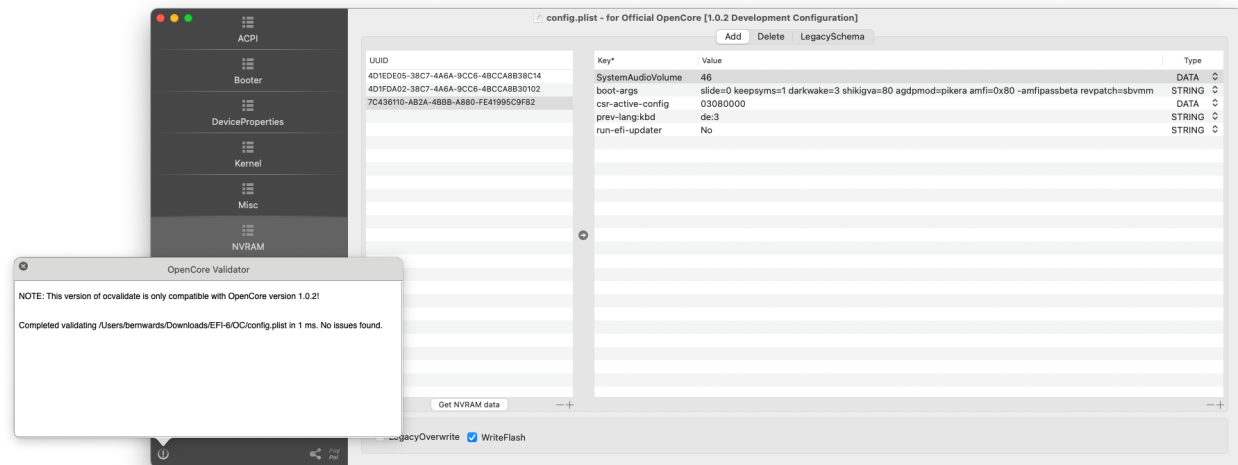 config.plist - for Official OpenCore [1.0.2 Development Configuration]
ACPI
Booter
DeviceProperties
Kernel
Misc
NVRAM
Add Delete LegacySchema
UUID
4D1EDE05-38C7-4A6A-9CC6-4BCCA8B38C14
4D1FDA02-38C7-4A6A-9CC6-4BCCA8B30102
7C436110-AB2A-4BBB-A880-FE41995C9F82
Key* Value Type
SystemAudioVolume 46 DATA
boot-args slide=0 keepsyms=1 darkwake=3 shikigva=80 agdpmod=pikera amfi=0x80 -amfipassbeta revpatch=sbvmm STRING
csr-active-config 03080000 DATA
prev-lang:kbd de:3 STRING
run-efi-updater No STRING
OpenCore Validator
NOTE: This version of ocvalidate is only compatible with OpenCore version 1.0.2!
Completed validating /Users/bernwards/Downloads/EFI-6/OC/config.plist in 1 ms. No issues found.
Get NVRAM data
LegacyOverwrite WriteFlash
Pay
Pal